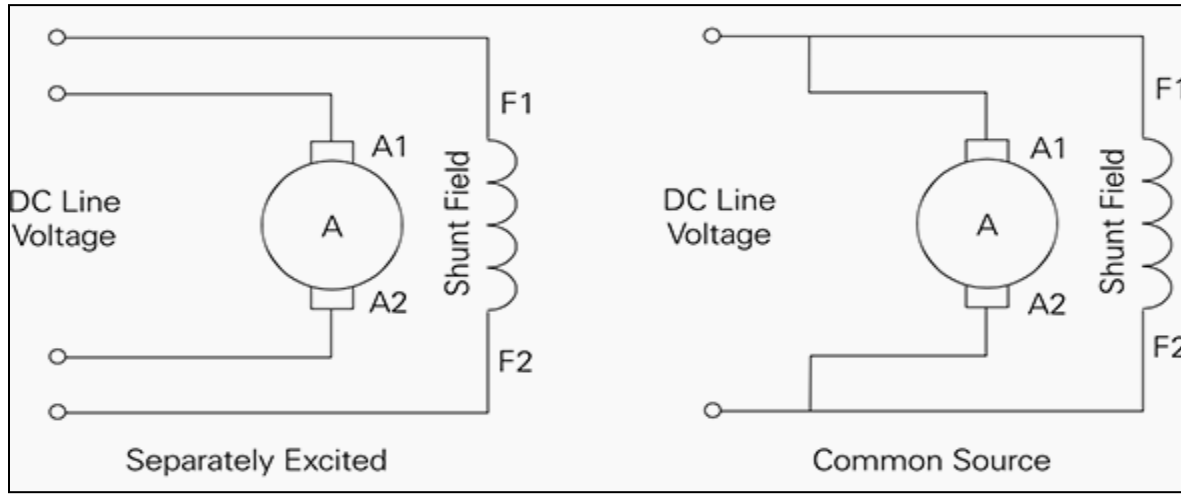 F1
A1
DC Line
Voltage
A
Shunt Field
A2
F2
Separately Excited
F1
A1
DC Line
Voltage
A
Shunt Field
A2
F2
Common Source